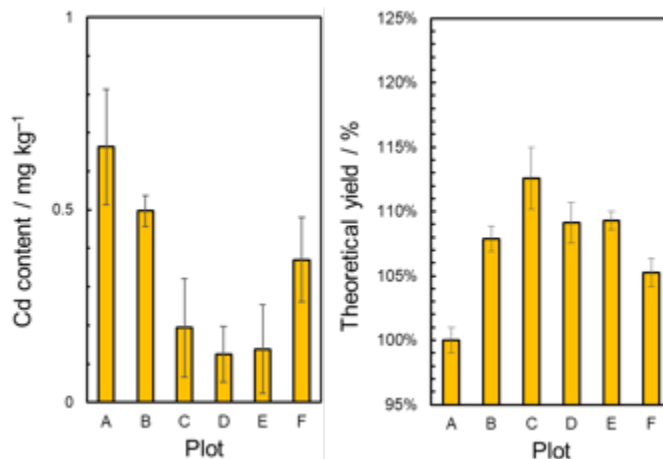 Cd content / mg kg⁻¹
1
0.5
0
A B C D E F
Plot
Theoretical yield / %
125%
120%
115%
110%
105%
100%
95%
A B C D E F
Plot